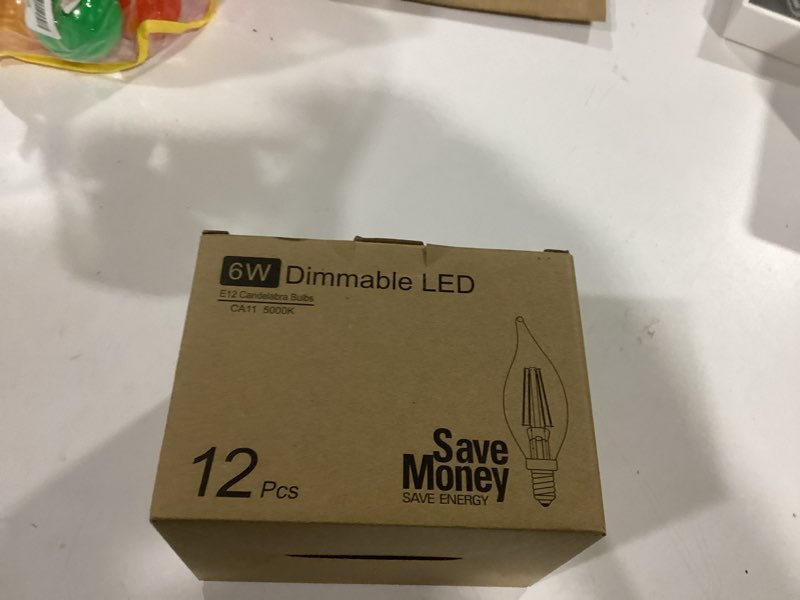 6W Dimmable LED
E12 Candelabra Bulbs
CA11 5000K
12 Pcs
Save
Money
SAVE ENERGY